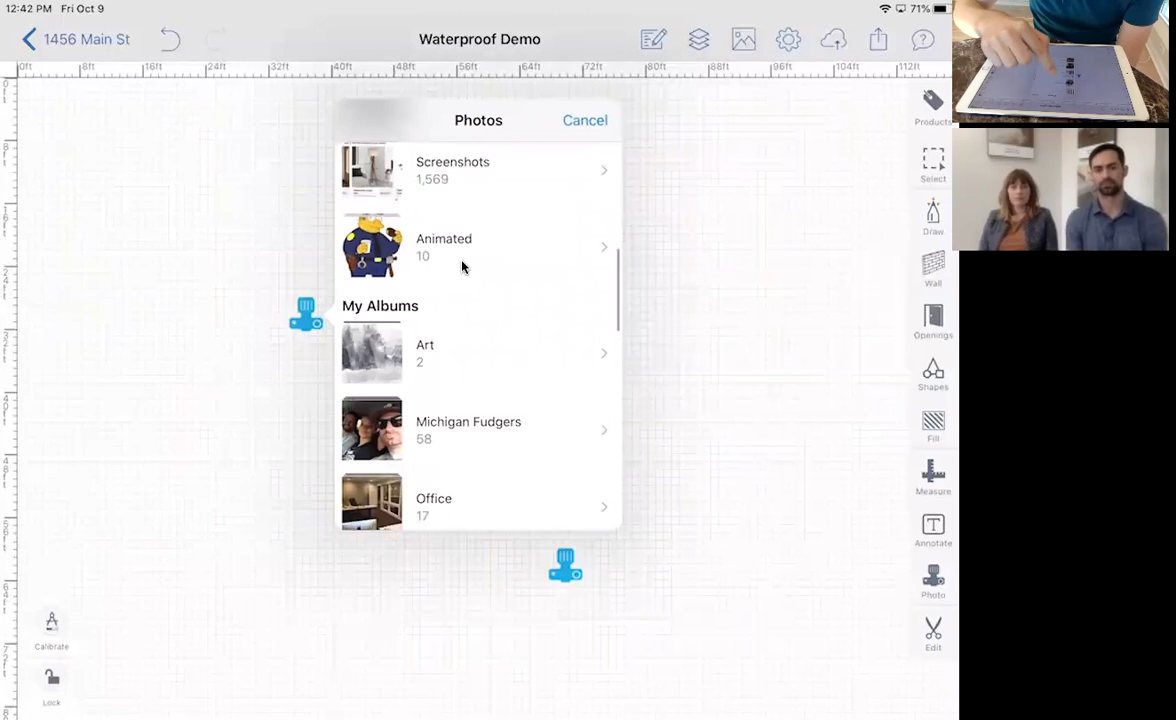 12:42 PM Fri Oct 9
71%
1456 Main St
Waterproof Demo
0ft 8ft 16ft 24ft 32ft 40ft 48ft 56ft 64ft 72ft 80ft 88ft 96ft 104ft 112ft
Photos
Cancel
Screenshots
1,569
Animated
10
My Albums
Art
2
Michigan Fudgers
58
Office
17
Products
Select
Draw
Wall
Openings
Shapes
Fill
Measure
Annotate
Photo
Edit
Calibrate
Lock